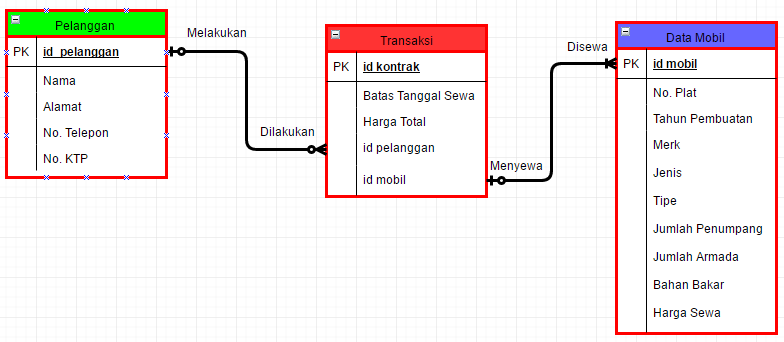 Pelanggan
PK id_pelanggan
Nama
Alamat
No. Telepon
No. KTP
Melakukan
Dilakukan
Transaksi
PK id kontrak
Batas Tanggal Sewa
Harga Total
id pelanggan
id mobil
Menyewa
Disewa
Data Mobil
PK id mobil
No. Plat
Tahun Pembuatan
Merk
Jenis
Tipe
Jumlah Penumpang
Jumlah Armada
Bahan Bakar
Harga Sewa